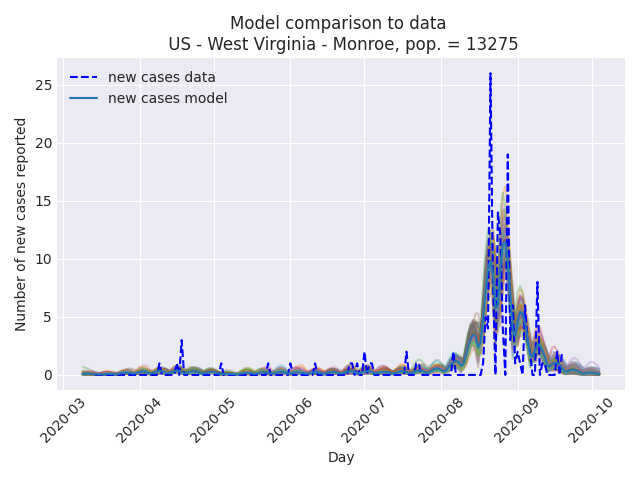 Model comparison to data
US - West Virginia - Monroe, pop. = 13275
new cases data
new cases model
Number of new cases reported
25
20
15
10
5
0
2020-03
2020-04
2020-05
2020-06
2020-07
2020-08
2020-09
2020-10
Day